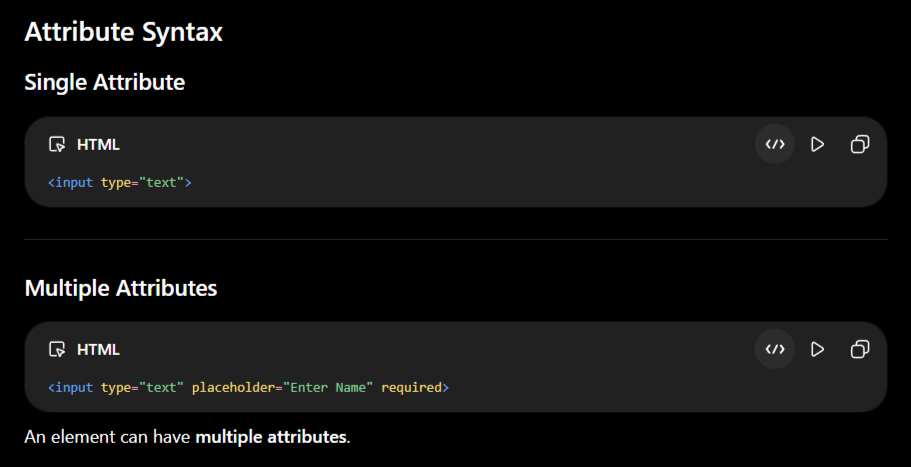 Attribute Syntax
Single Attribute
HTML
<input type="text">
Multiple Attributes
HTML
<input type="text" placeholder="Enter Name" required>
An element can have multiple attributes.